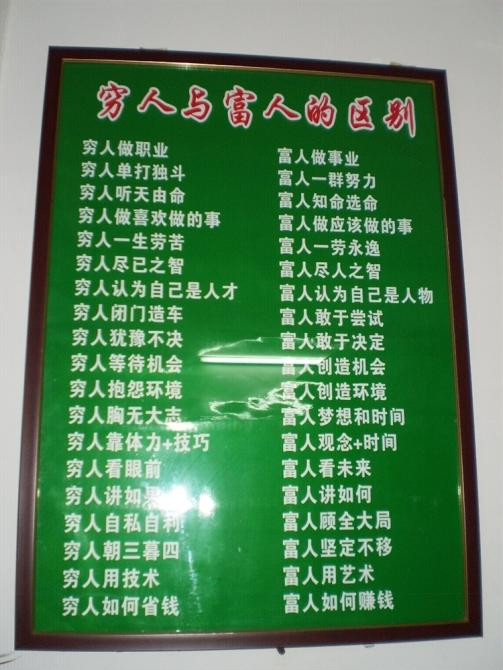 穷人与富人的区别
穷人做职业 富人做事业
穷人单打独斗 富人一群努力
穷人听天由命 富人知命选命
穷人做喜欢做的事 富人做应该做的事
穷人一生劳苦 富人一劳永逸
穷人尽已之智 富人尽人之智
穷人认为自己是人才 富人认为自己是人物
穷人闭门造车 富人敢于尝试
穷人犹豫不决 富人敢于决定
穷人等待机会 富人创造机会
穷人抱怨环境 富人创造环境
穷人胸无大志 富人梦想和时间
穷人靠体力+技巧 富人观念+时间
穷人看眼前 富人看未来
穷人讲如果 富人讲如何
穷人自私自利 富人顾全大局
穷人朝三暮四 富人坚定不移
穷人用技术 富人用艺术
穷人如何省钱 富人如何赚钱